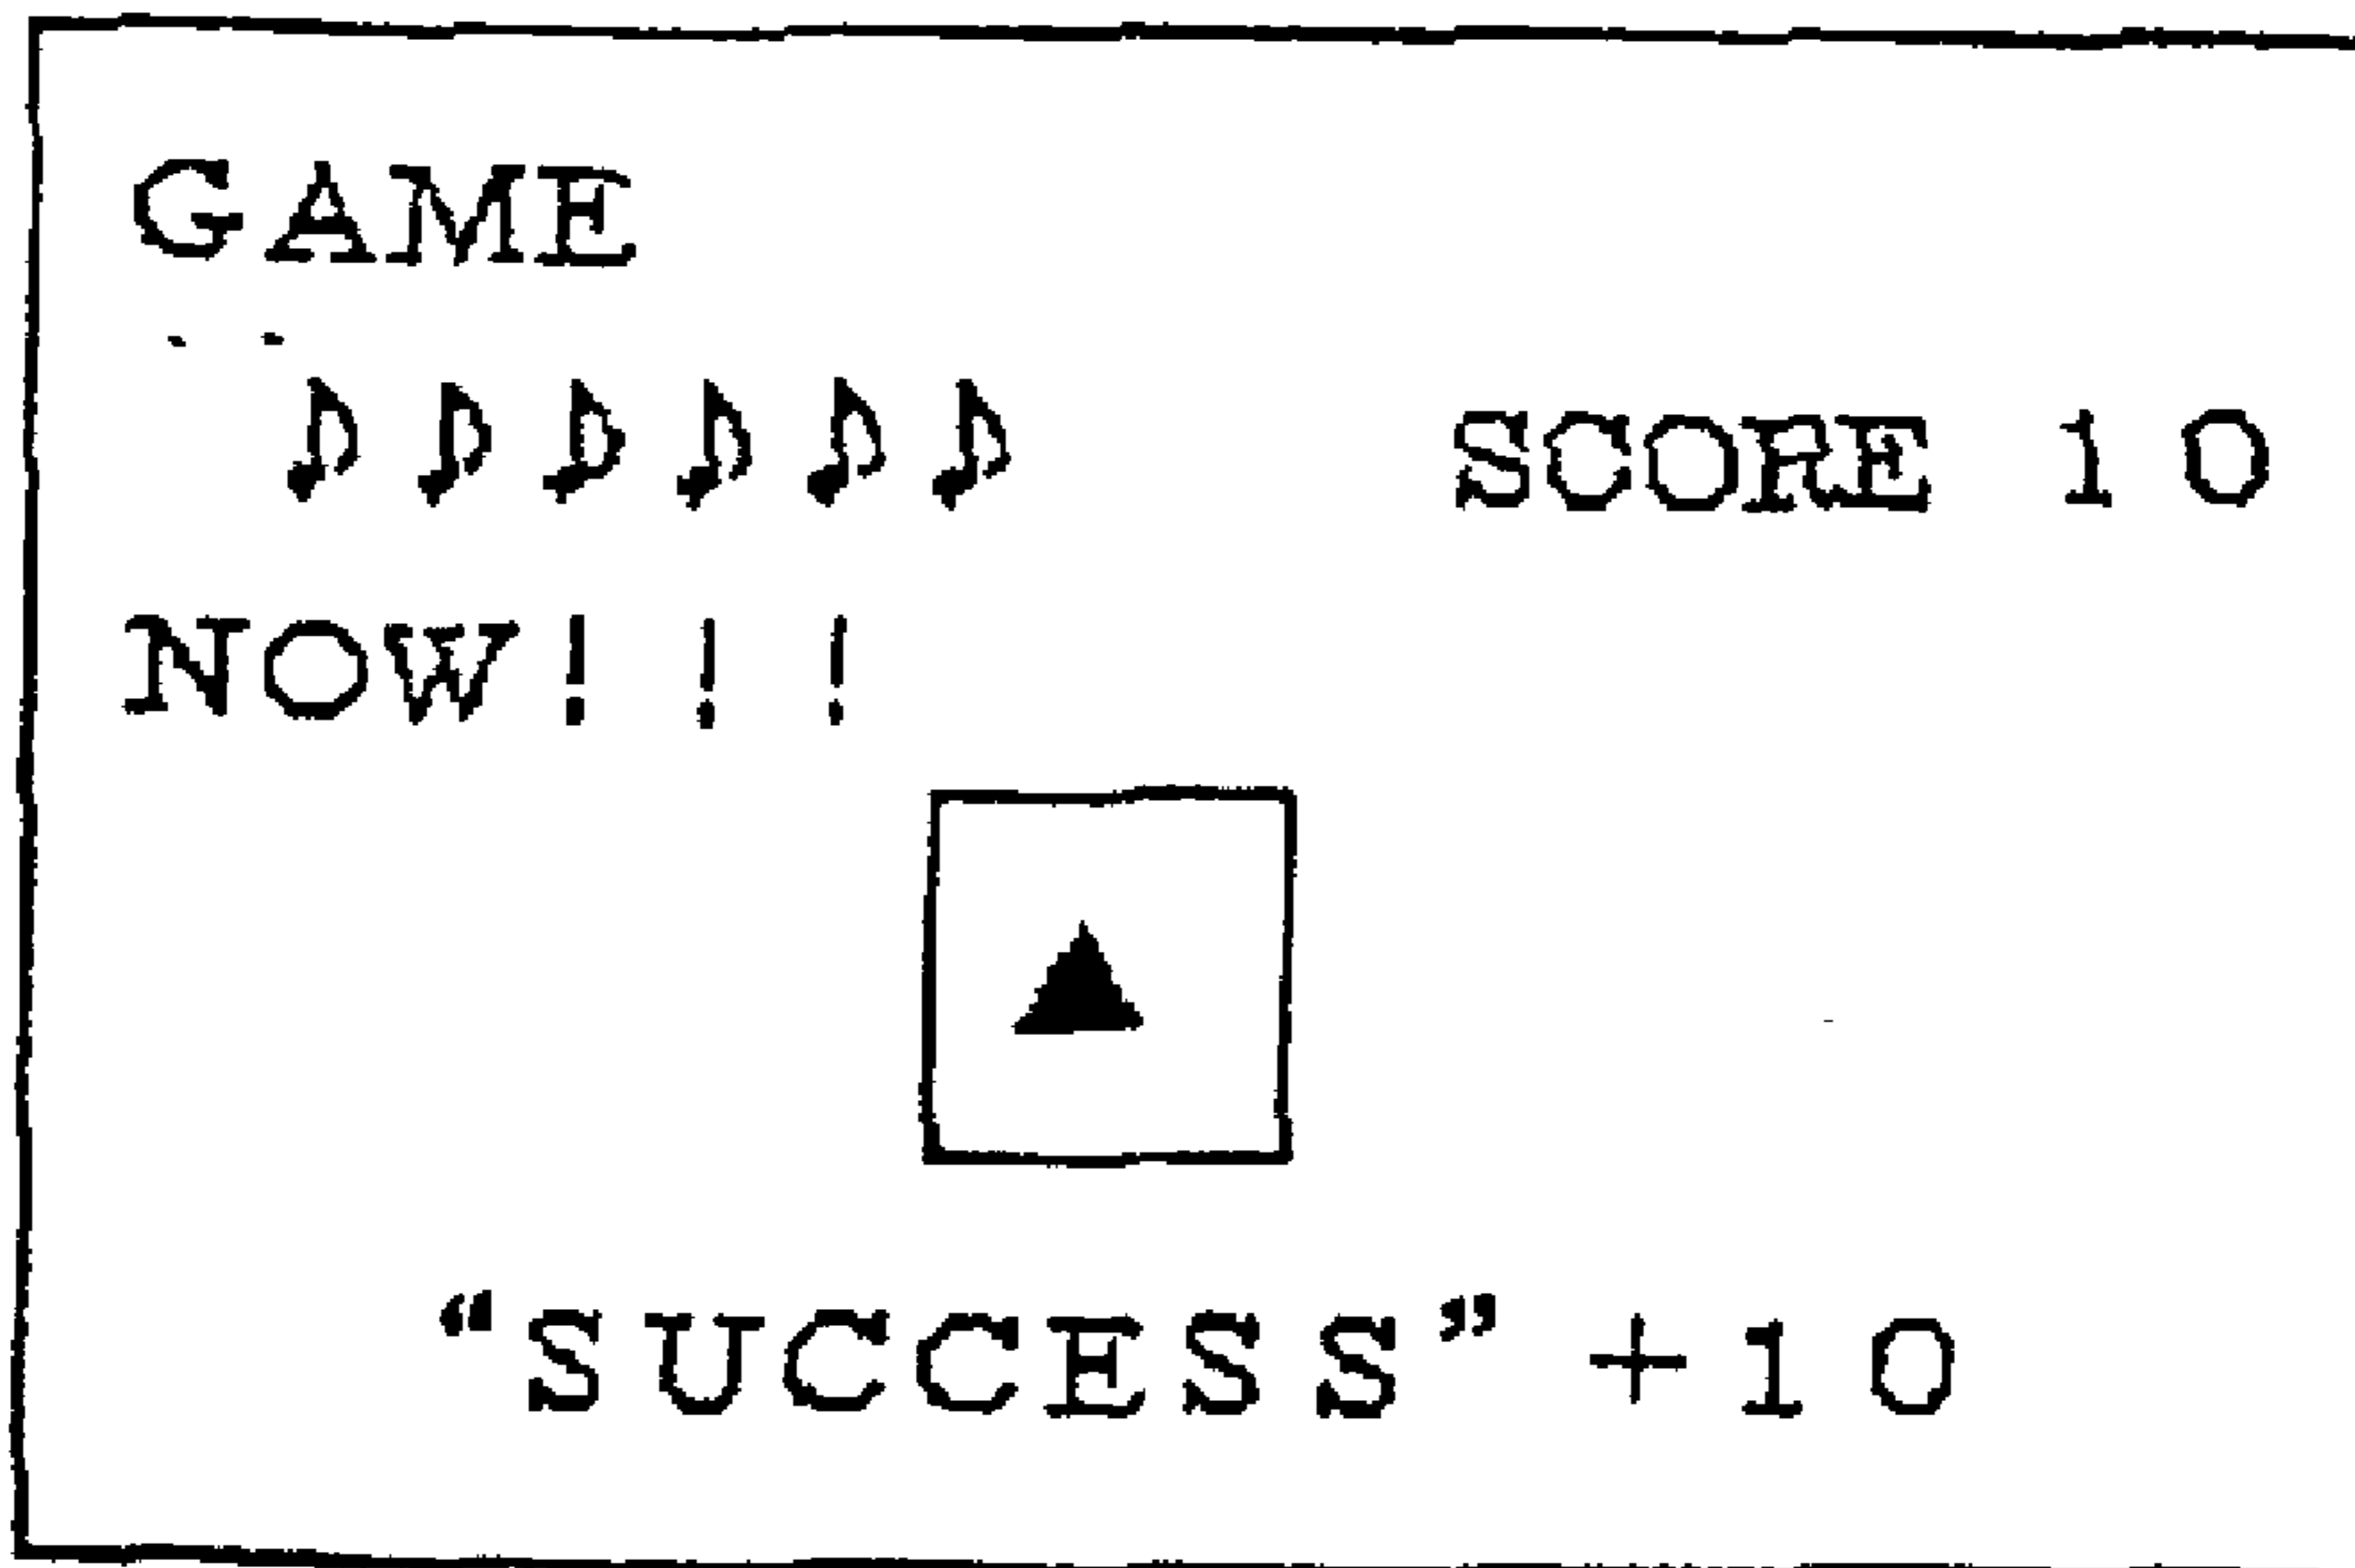 GAME
♪ ♪ ♪ ♪ ♪ ♪ SCORE 10
NOW!!!
▲
“SUCCESS” +10